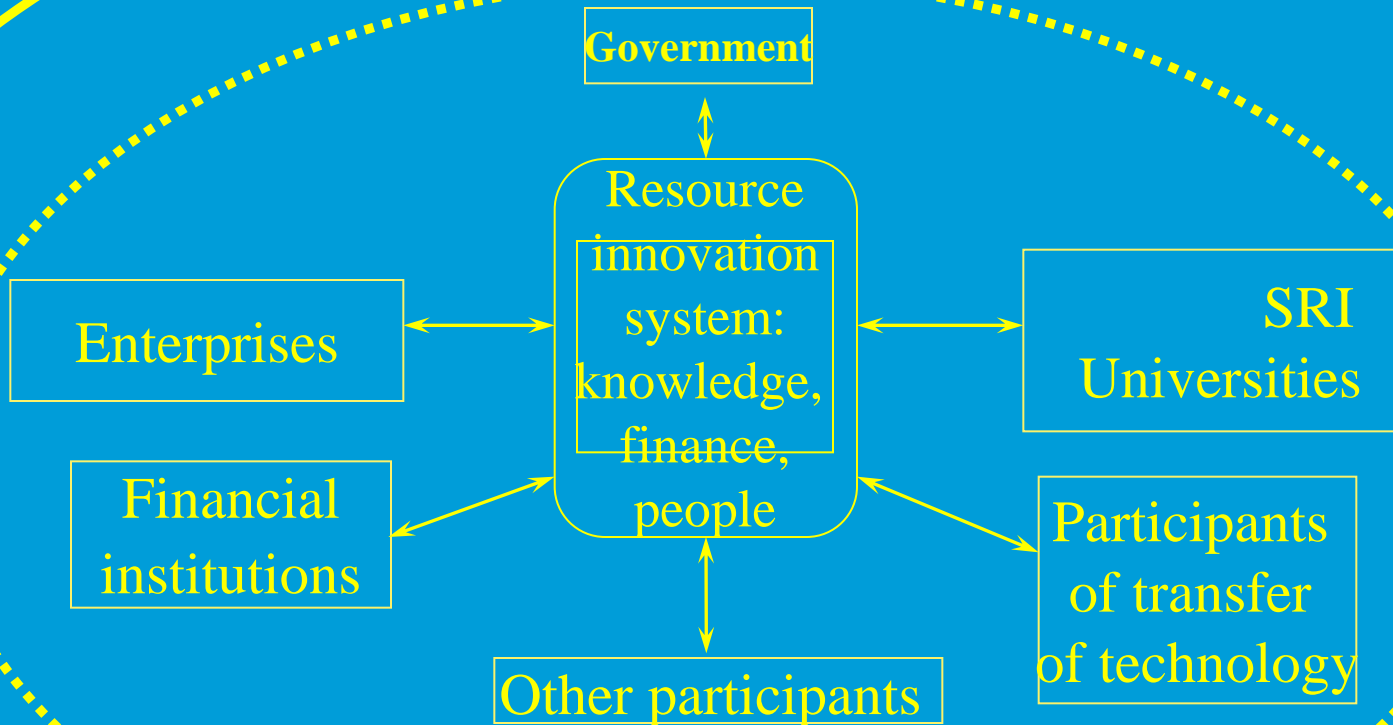 Government
Resource
innovation
system:
knowledge,
finance,
people
Enterprises
SRI
Universities
Financial
institutions
Participants
of transfer
of technology
Other participants